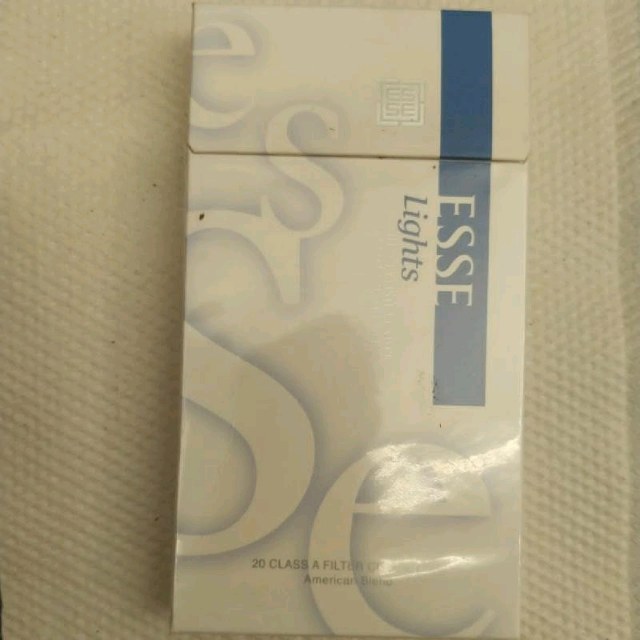 e
s
s
e
ESSE
Lights
20 CLASS A FILTER
American Blend